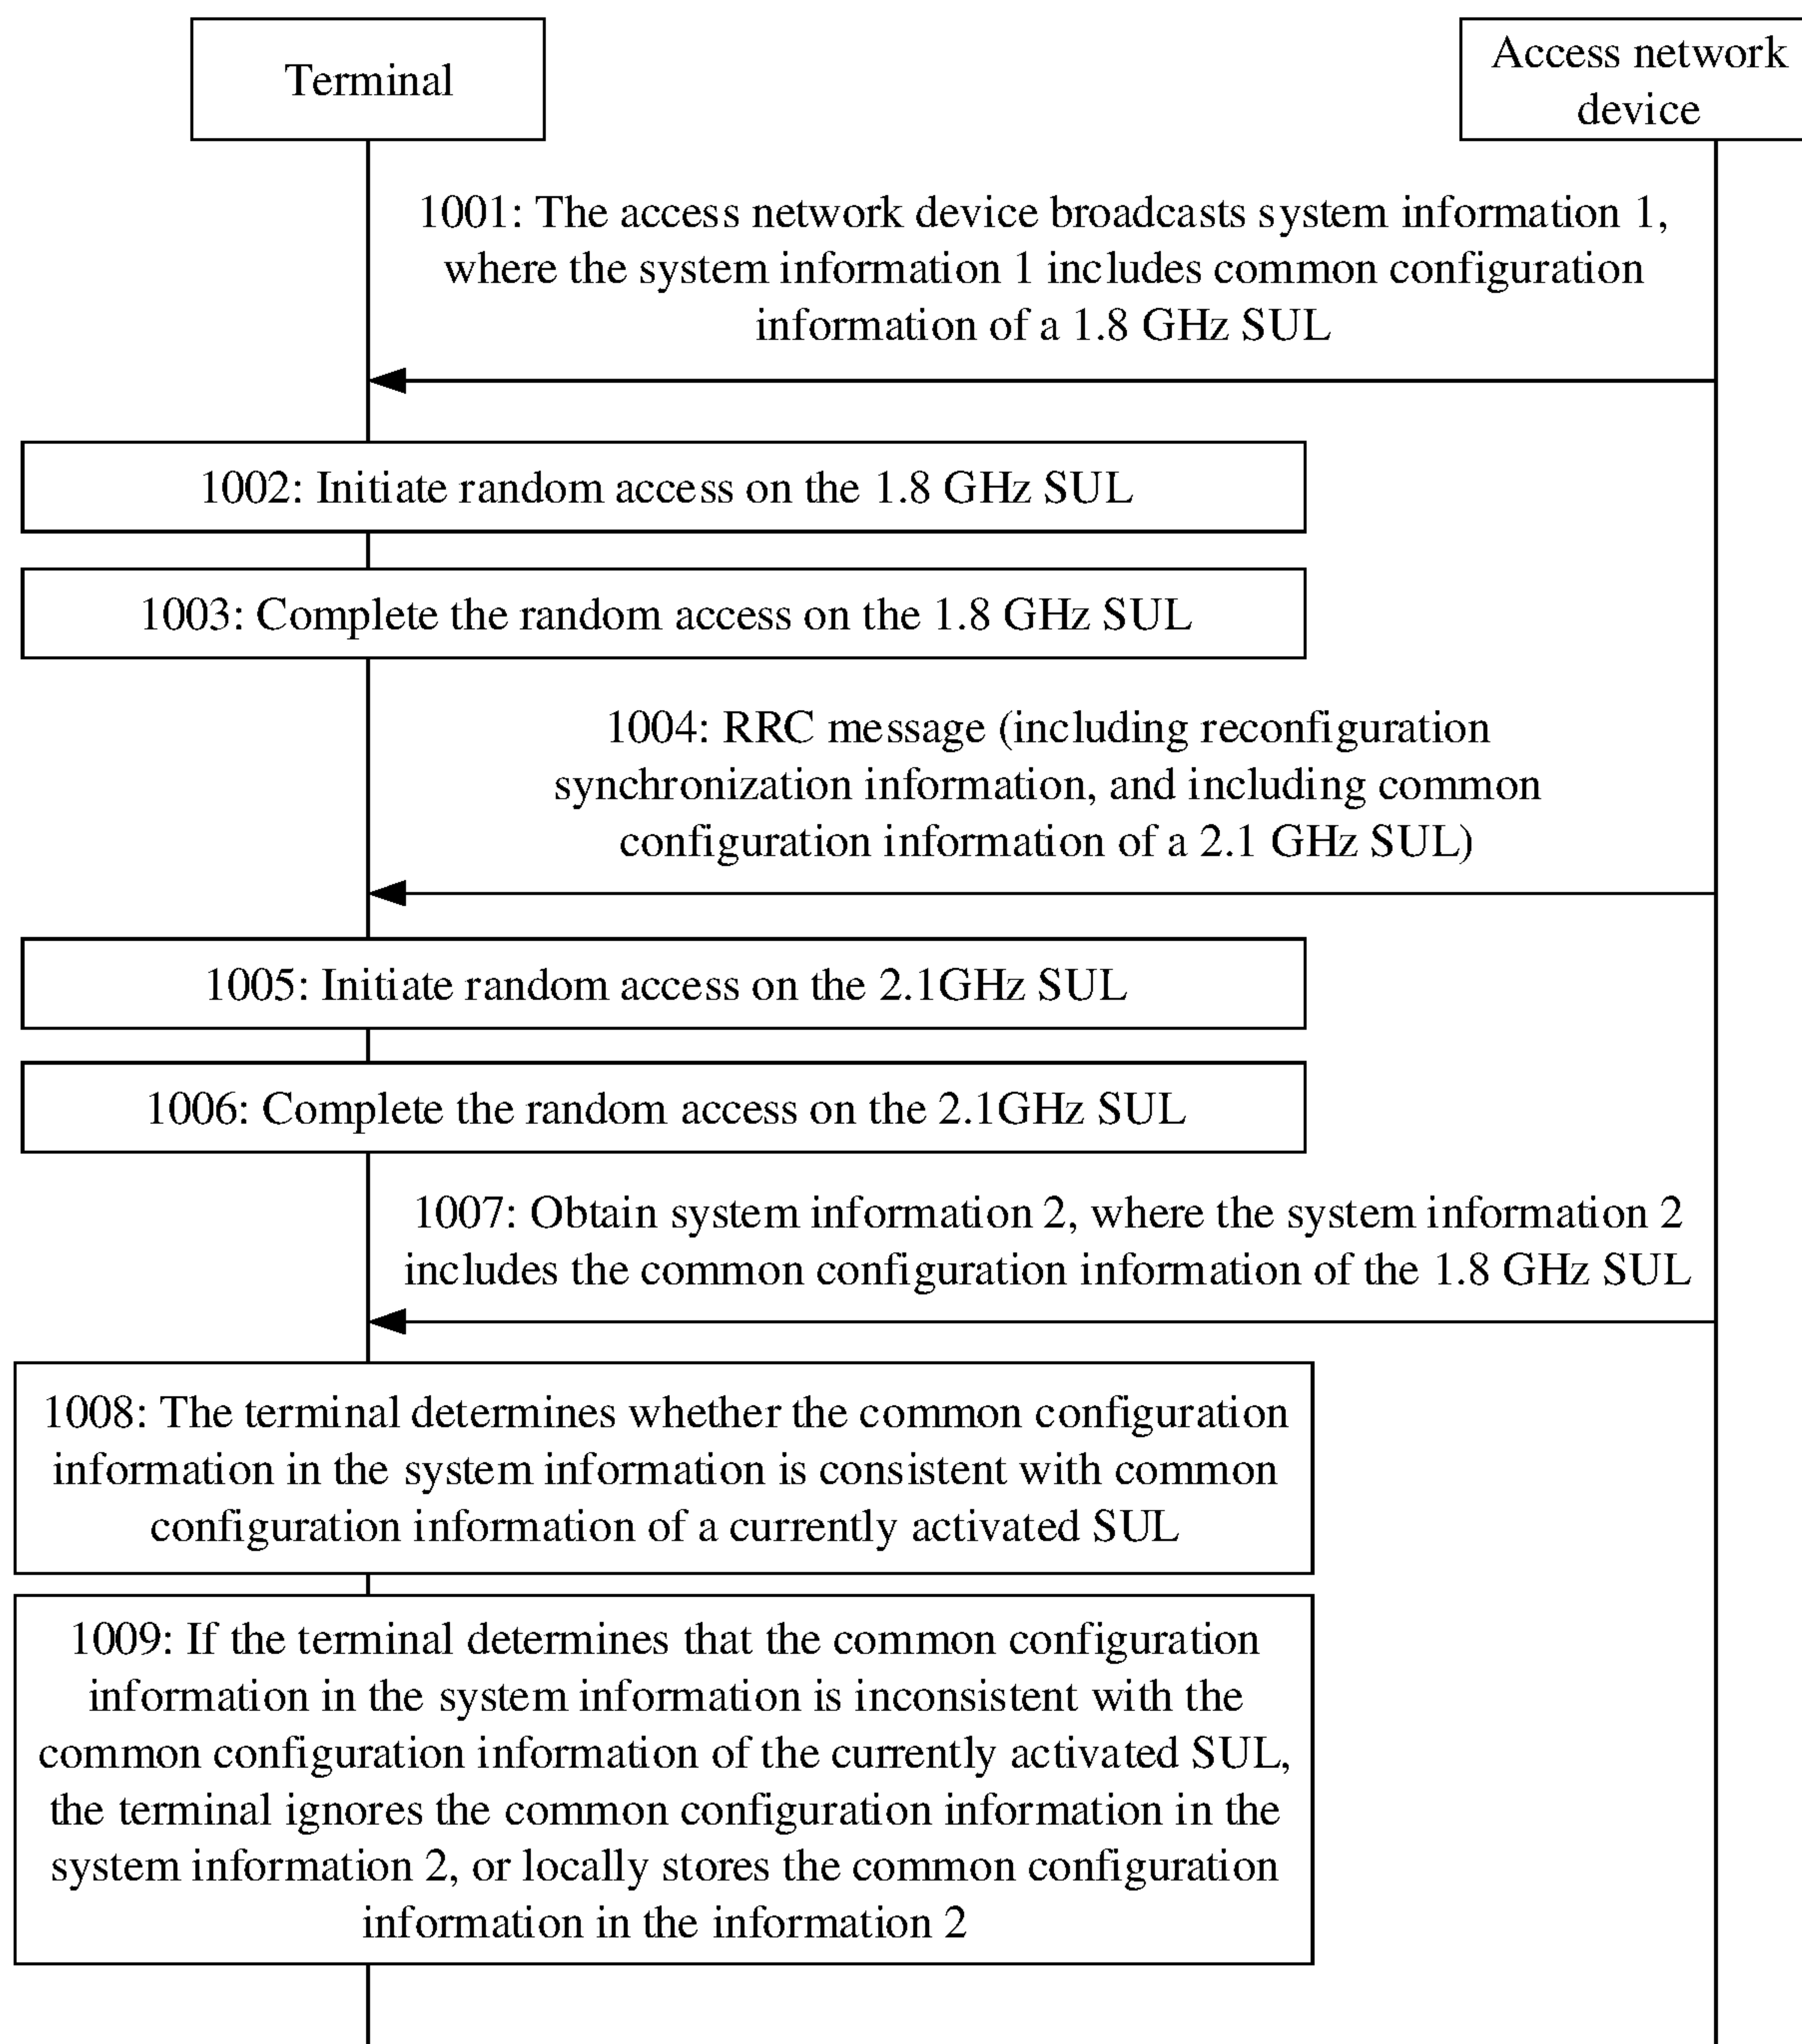 Terminal
Access network
device
1001: The access network device broadcasts system information 1,
where the system information 1 includes common configuration
information of a 1.8 GHz SUL
1002: Initiate random access on the 1.8 GHz SUL
1003: Complete the random access on the 1.8 GHz SUL
1004: RRC message (including reconfiguration
synchronization information, and including common
configuration information of a 2.1 GHz SUL)
1005: Initiate random access on the 2.1GHz SUL
1006: Complete the random access on the 2.1GHz SUL
1007: Obtain system information 2, where the system information 2
includes the common configuration information of the 1.8 GHz SUL
1008: The terminal determines whether the common configuration
information in the system information is consistent with common
configuration information of a currently activated SUL
1009: If the terminal determines that the common configuration
information in the system information is inconsistent with the
common configuration information of the currently activated SUL,
the terminal ignores the common configuration information in the
system information 2, or locally stores the common configuration
information in the information 2